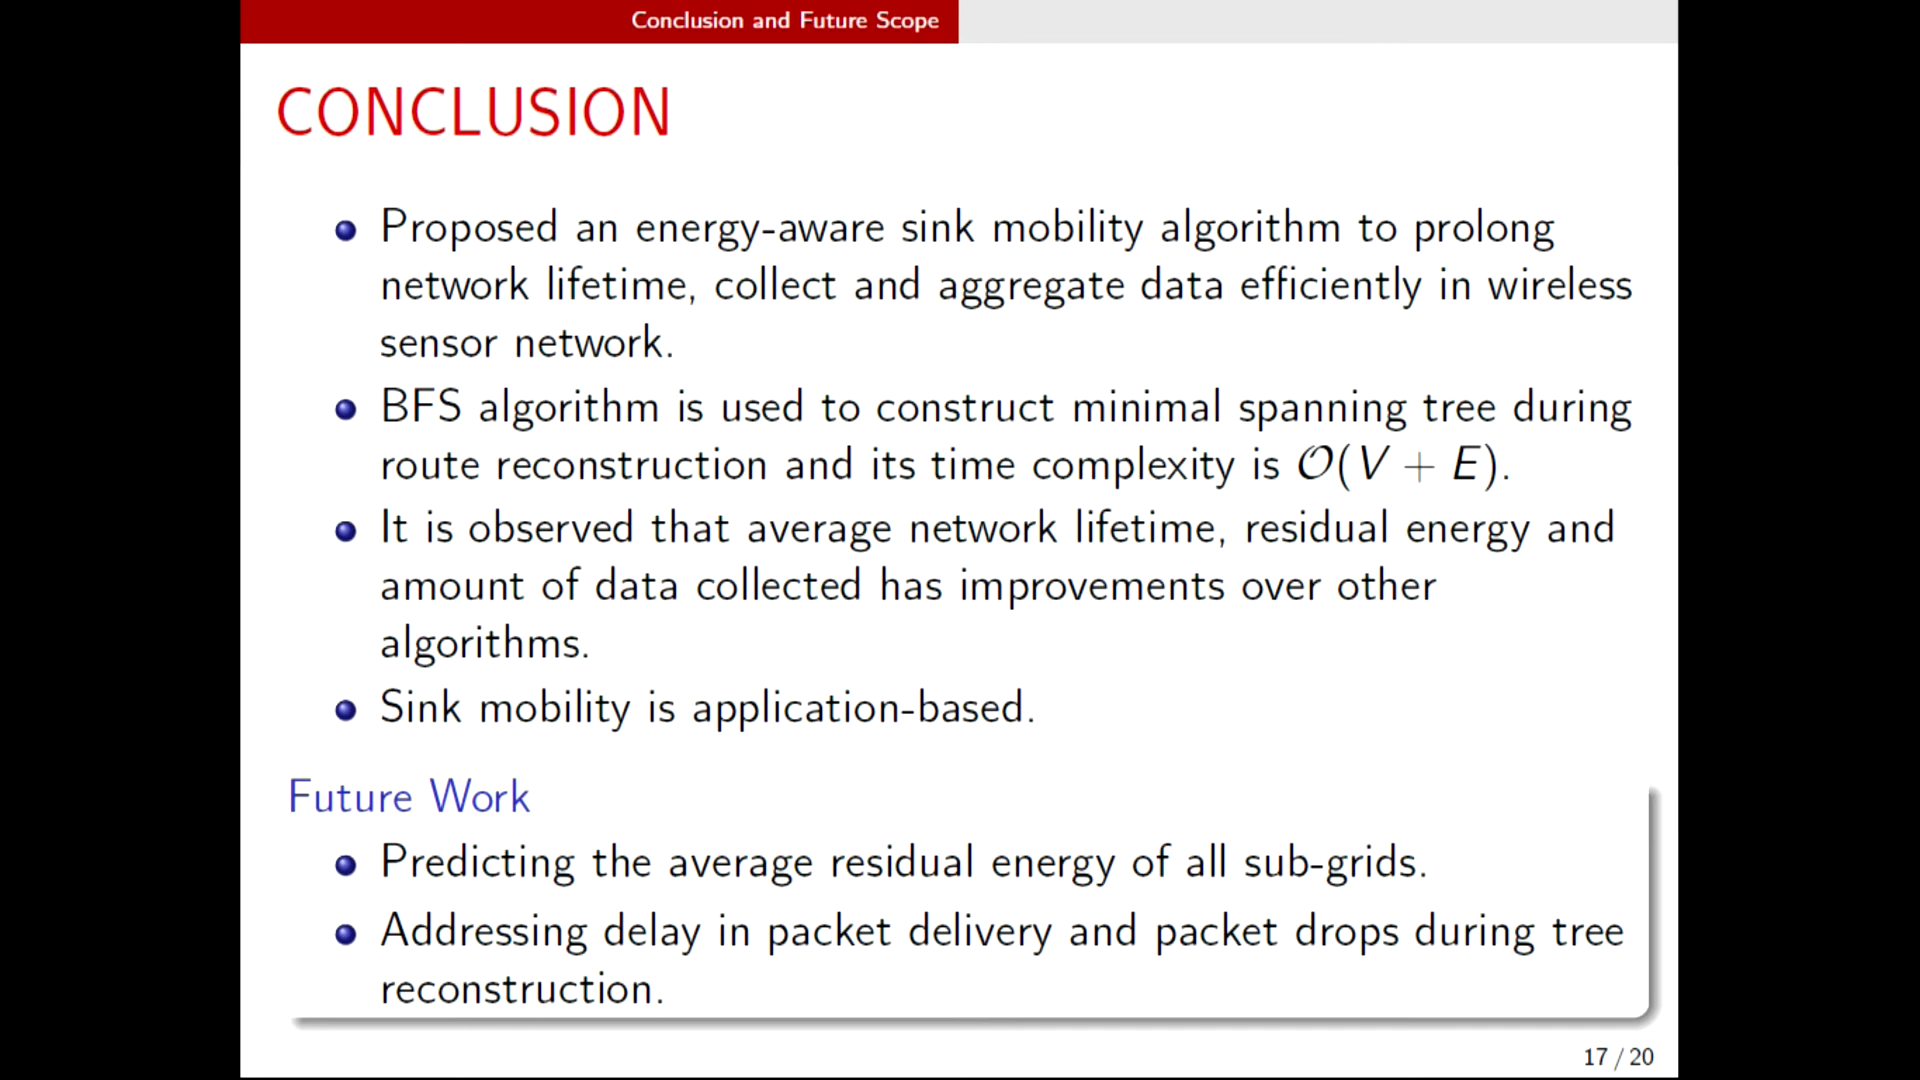 Conclusion and Future Scope
CONCLUSION
Proposed an energy-aware sink mobility algorithm to prolong
network lifetime, collect and aggregate data efficiently in wireless
sensor network.
BFS algorithm is used to construct minimal spanning tree during
route reconstruction and its time complexity is 𝒪(V + E).
It is observed that average network lifetime, residual energy and
amount of data collected has improvements over other
algorithms.
Sink mobility is application-based.
Future Work
Predicting the average residual energy of all sub-grids.
Addressing delay in packet delivery and packet drops during tree
reconstruction.
17 / 20